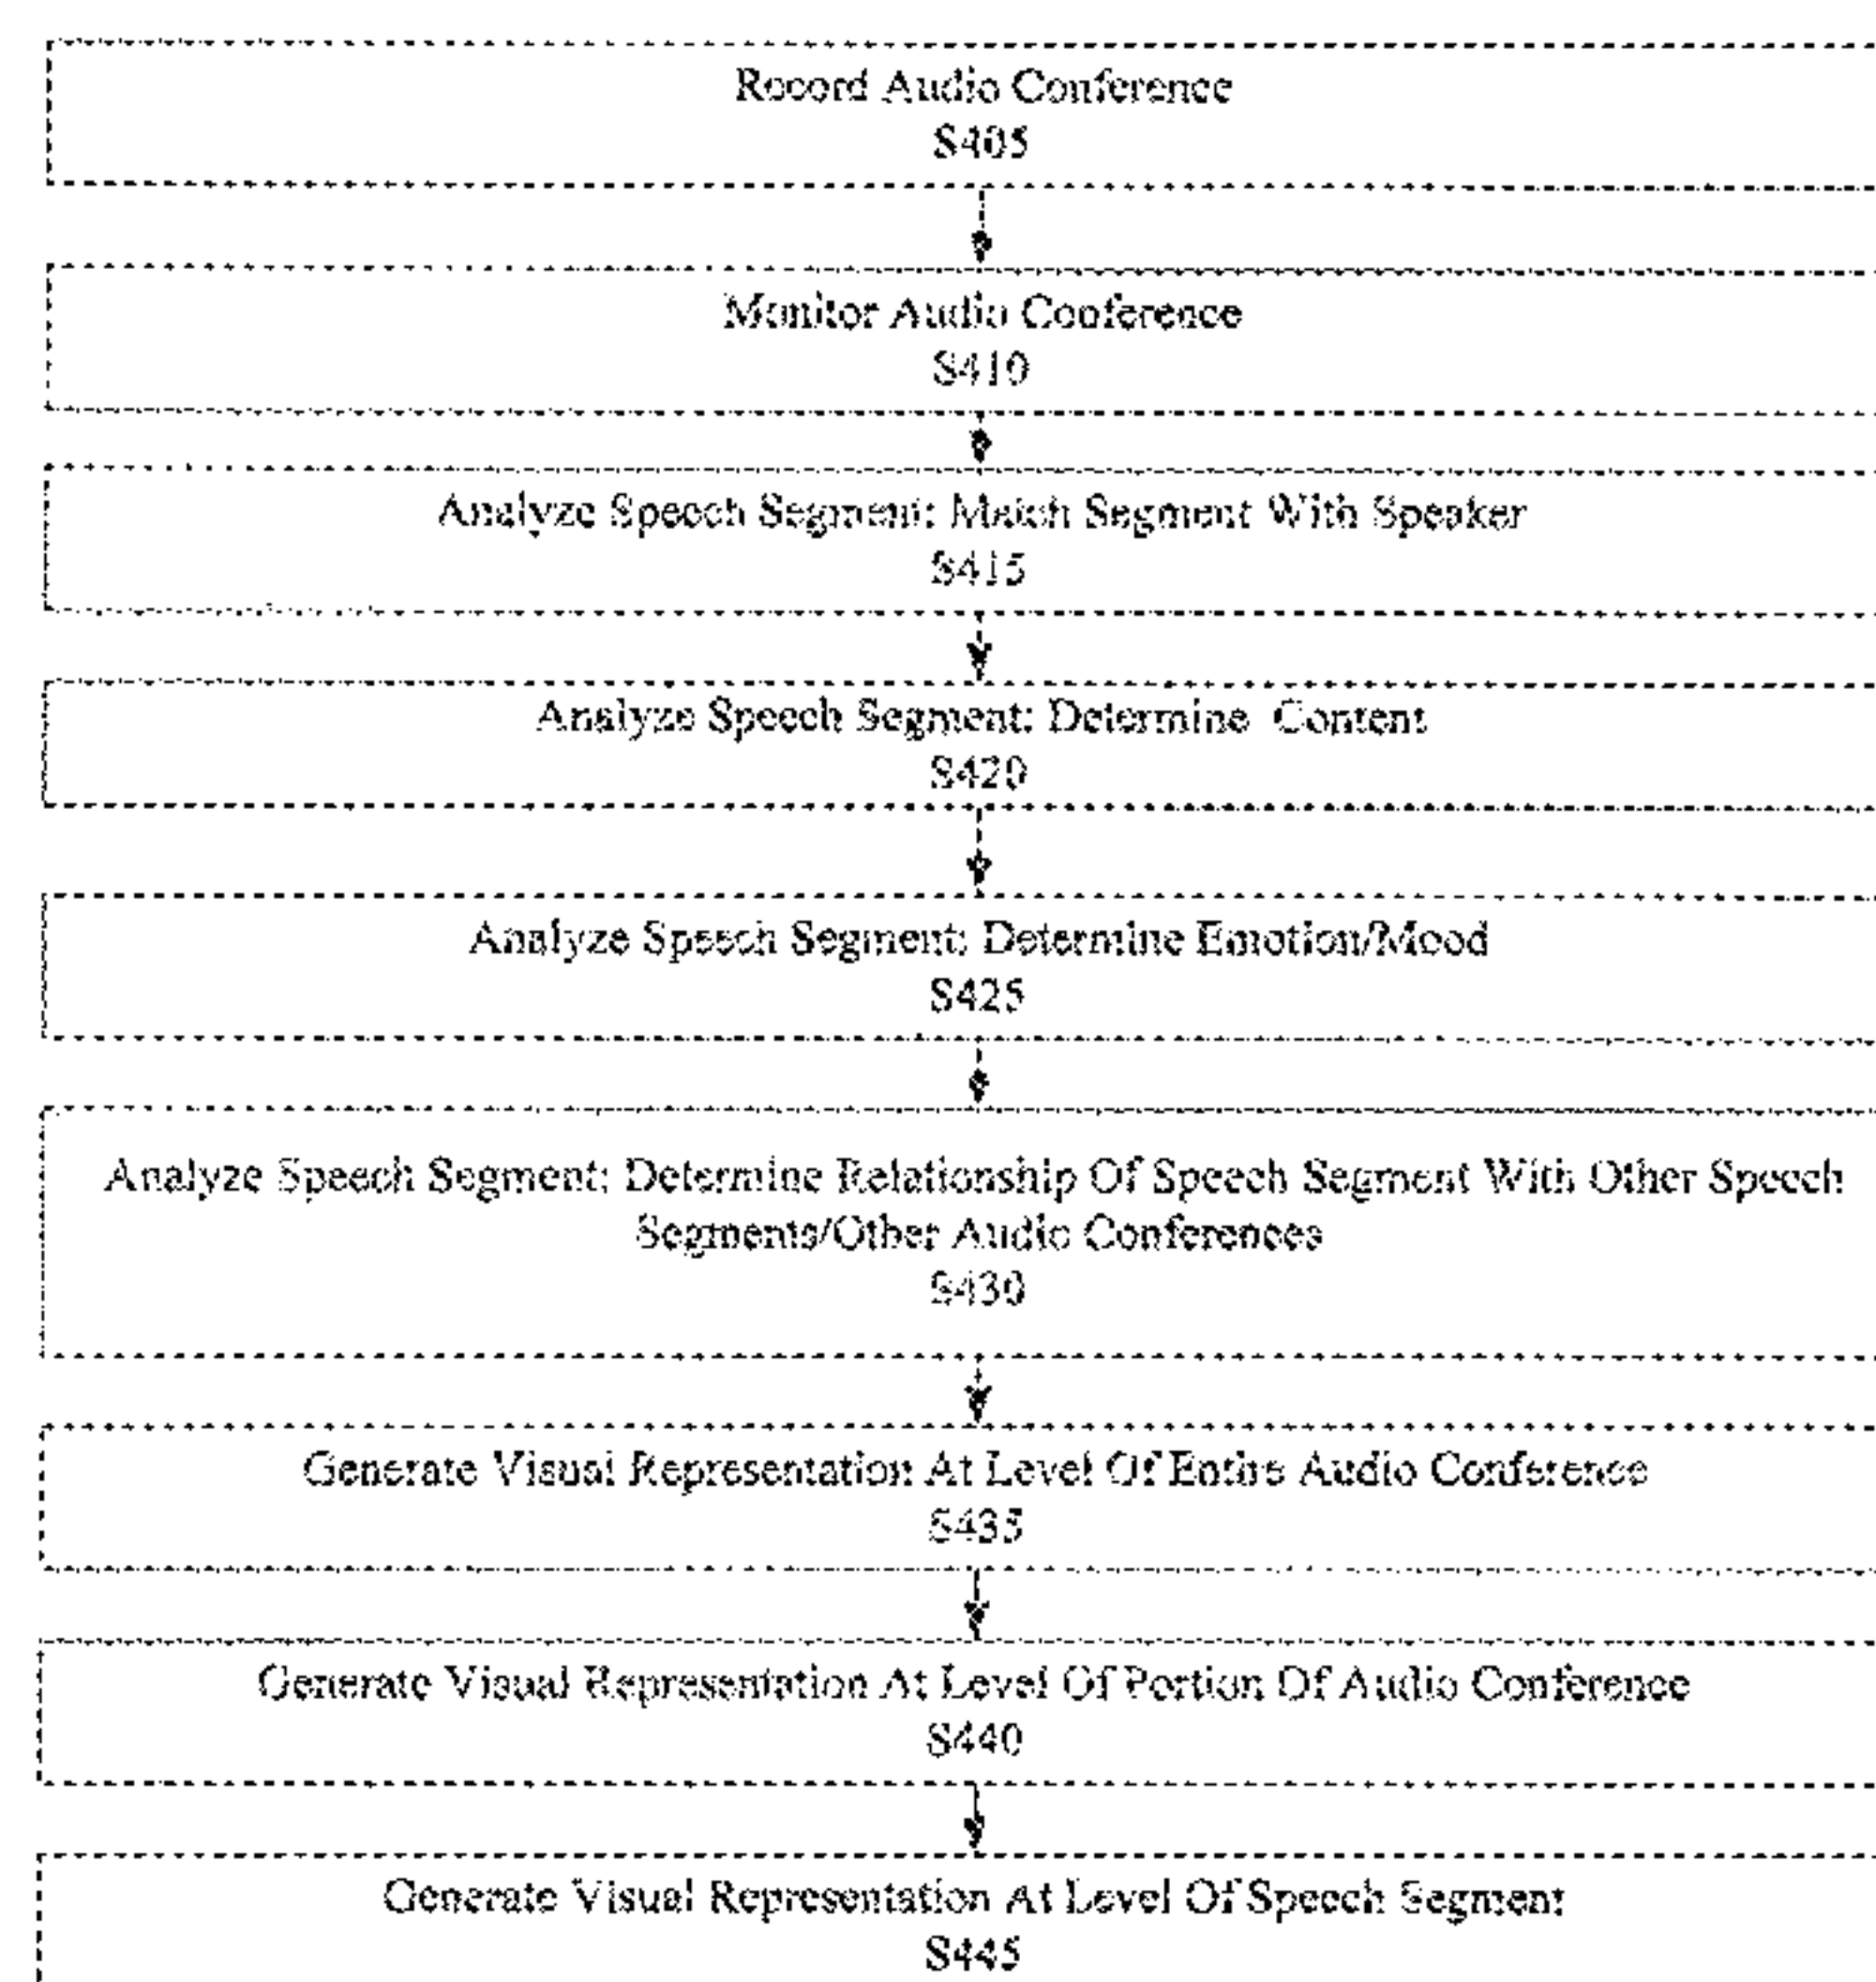 Record Audio Conference
S405
Monitor Audio Conference
S410
Analyze Speech Segment: Match Segment With Speaker
S415
Analyze Speech Segment: Determine Content
S420
Analyze Speech Segment: Determine Emotion/Mood
S425
Analyze Speech Segment: Determine Relationship Of Speech Segment With Other Speech
Segments/Other Audio Conferences
S430
Generate Visual Representation At Level Of Entire Audio Conference
S435
Generate Visual Representation At Level Of Portion Of Audio Conference
S440
Generate Visual Representation At Level Of Speech Segment
S445